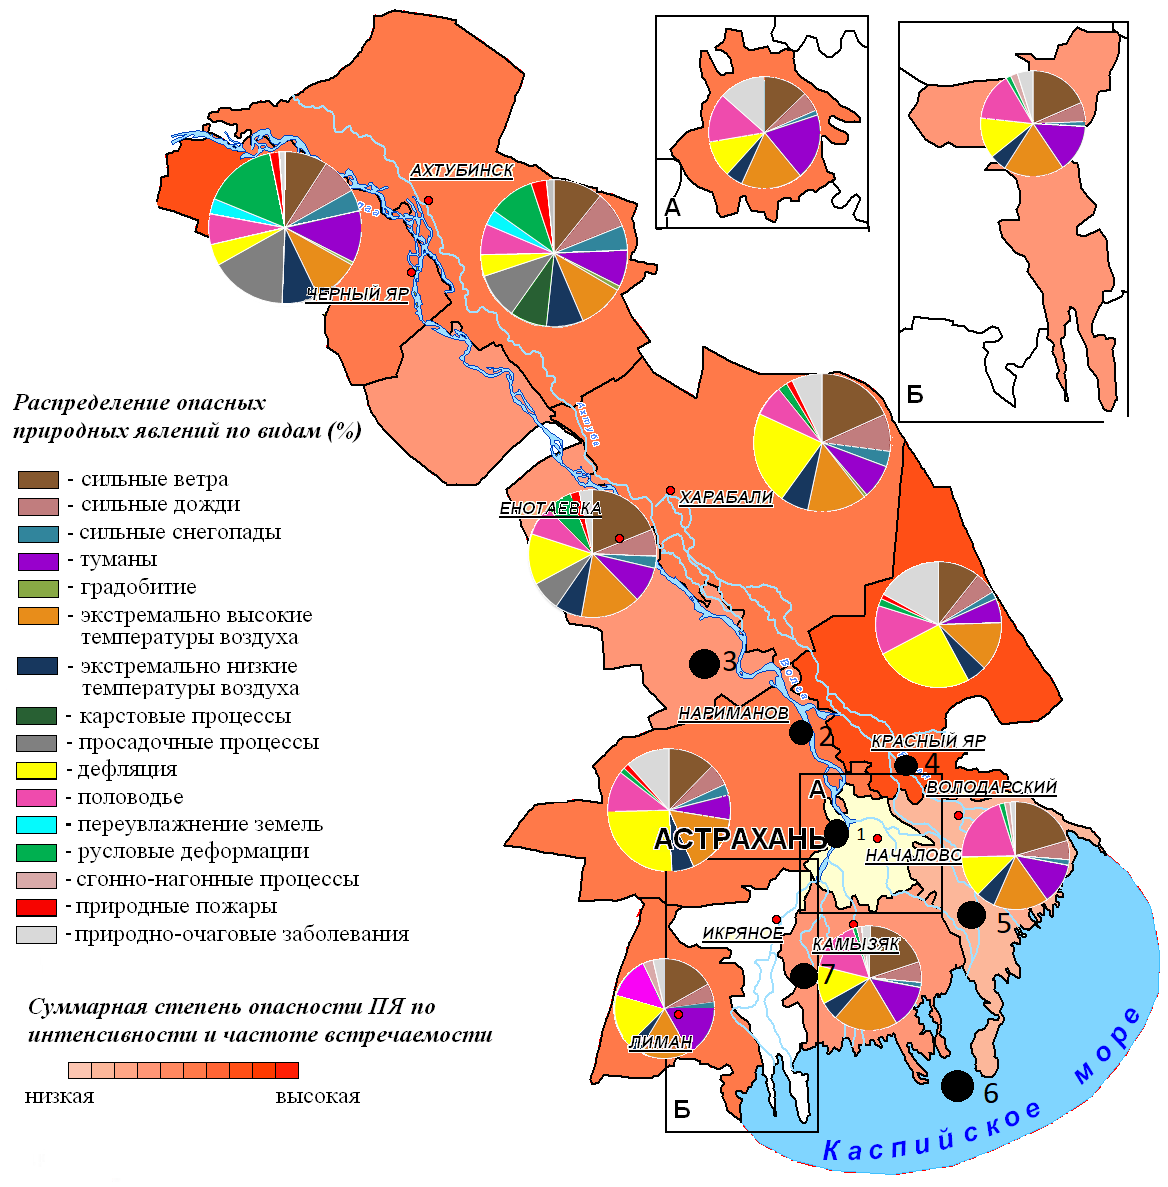 А
Б
АХТУБИНСК
ЧЕРНЫЙ ЯР
Ахтуба
ХАРАБАЛИ
ЕНОТАЕВКА
Распределение опасных
природных явлений по видам (%)
- сильные ветра
- сильные дожди
- сильные снегопады
- туманы
- градобитие
- экстремально высокие
температуры воздуха
- экстремально низкие
температуры воздуха
- карстовые процессы
- просадочные процессы
- дефляция
- половодье
- переувлажнение земель
- русловые деформации
- сгонно-нагонные процессы
- природные пожары
- природно-очаговые заболевания
3
Волга
НАРИМАНОВ
2
КРАСНЫЙ ЯР
4
ВОЛОДАРСКИЙ
А
АСТРАХАНЬ
1
НАЧАЛОВО
5
ИКРЯНОЕ
КАМЫЗЯК
7
ЛИМАН
6
Б
Каспийское море
Суммарная степень опасности ПЯ по
интенсивности и частоте встречаемости
низкая высокая